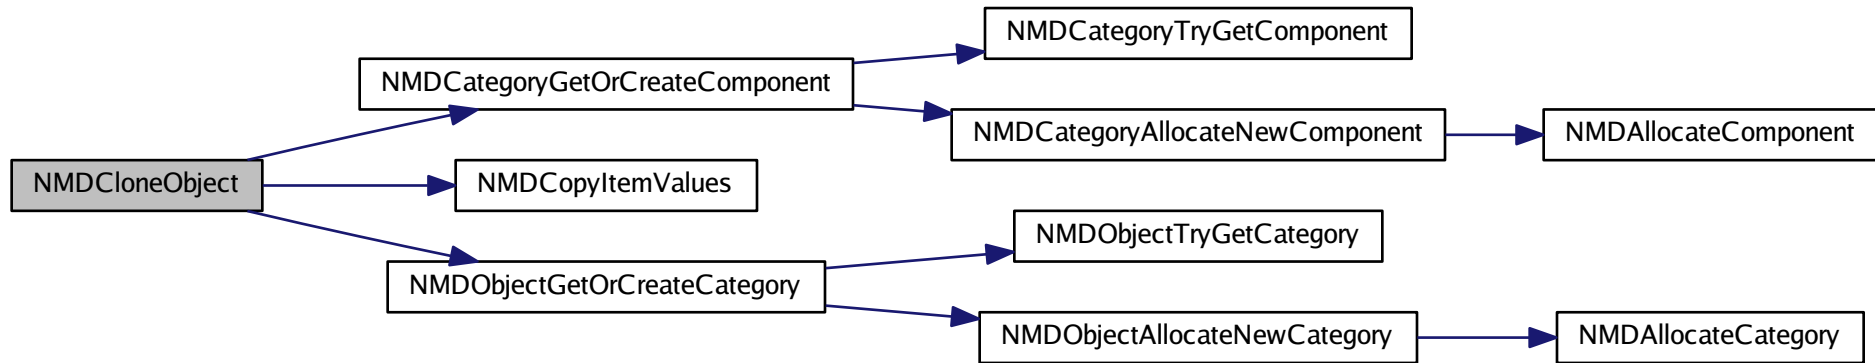 NMDCategoryTryGetComponent
NMDCategoryGetOrCreateComponent
NMDCategoryAllocateNewComponent
NMDAllocateComponent
NMDCloneObject
NMDCopyItemValues
NMDObjectTryGetCategory
NMDObjectGetOrCreateCategory
NMDObjectAllocateNewCategory
NMDAllocateCategory